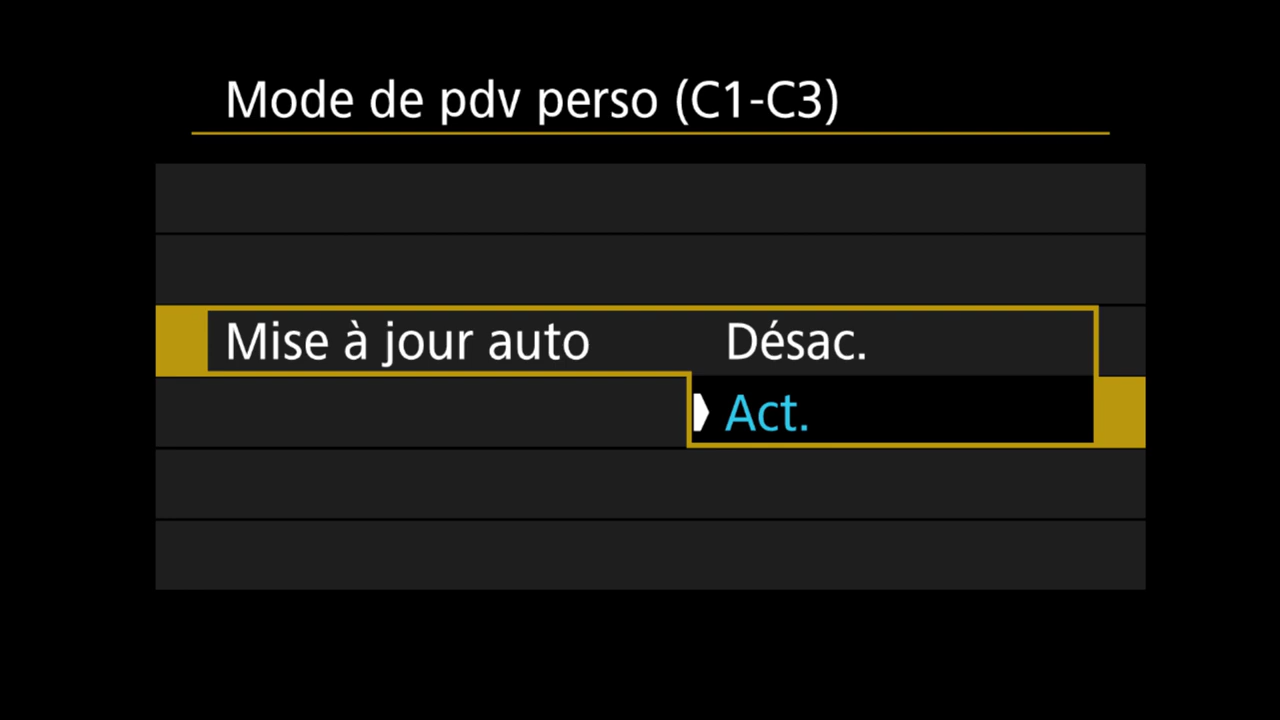 Mode de pdv perso (C1-C3)
Mise à jour auto Désac.
Act.